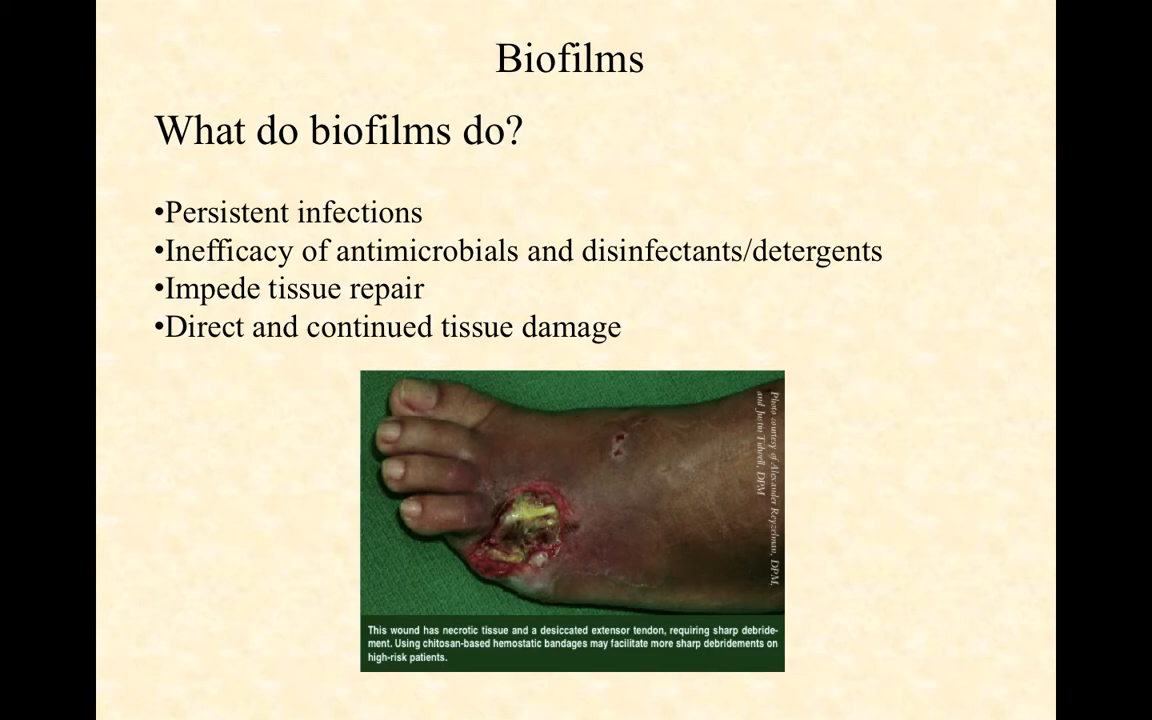 Biofilms
What do biofilms do?
•Persistent infections
•Inefficacy of antimicrobials and disinfectants/detergents
•Impede tissue repair
•Direct and continued tissue damage
Photo courtesy of Alexander Reyzelman, DPM,
and Justin DPM
This wound has necrotic tissue and a desiccated extensor tendon, requiring sharp debride-
ment. Using chitosan-based hemostatic bandages may facilitate more sharp debridements on
high-risk patients.